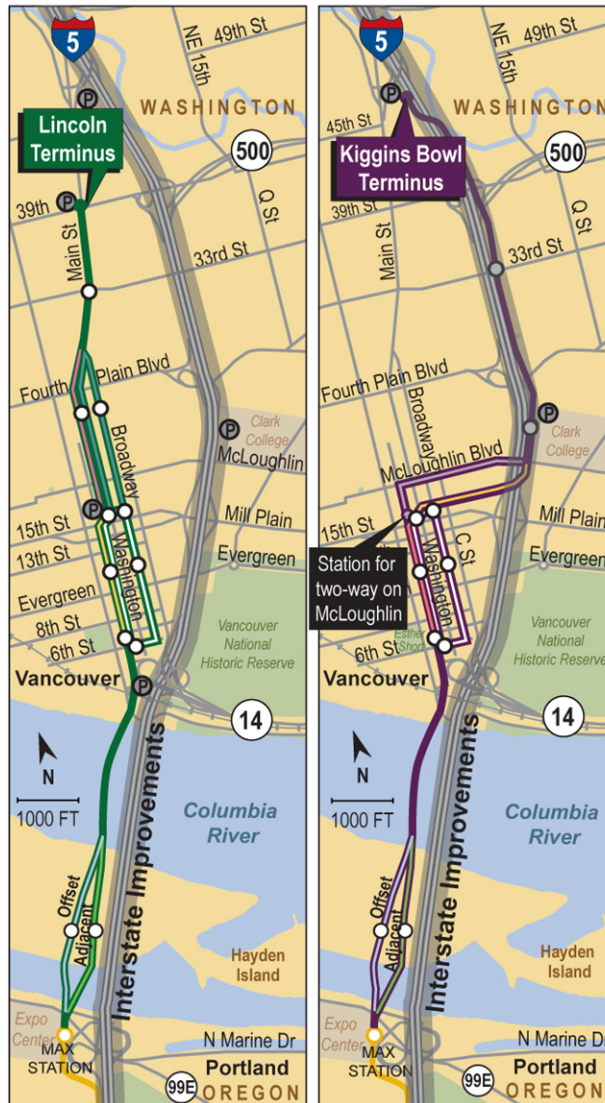 5
NE 15th
49th St
P
WASHINGTON
Lincoln
Terminus
500
P
39th
Main St
33rd St
Q St
Fourth
Plain Blvd
P
Broadway
Clark
College
McLoughlin
P
15th St
Mill Plain
13th St
Washington
Evergreen
Evergreen
8th St
6th St
Vancouver
National
Historic Reserve
Vancouver
P
14
N
1000 FT
Columbia
River
Interstate Improvements
Offset
Adjacent
Hayden
Island
Expo
Center
MAX
STATION
N Marine Dr
Portland
99E
OREGON
5
NE 15th
49th St
P
WASHINGTON
45th St
Kiggins Bowl
Terminus
500
39th St
Main St
33rd St
Q St
Fourth Plain Blvd
P
Broadway
Clark
College
McLoughlin Blvd
15th St
Mill Plain
Station for
two-way on
McLoughlin
Washington
C St
Evergreen
6th St
Vancouver
National
Historic Reserve
Vancouver
14
N
1000 FT
Columbia
River
Interstate Improvements
Offset
Adjacent
Hayden
Island
Expo
Center
MAX
STATION
N Marine Dr
Portland
99E
OREGON